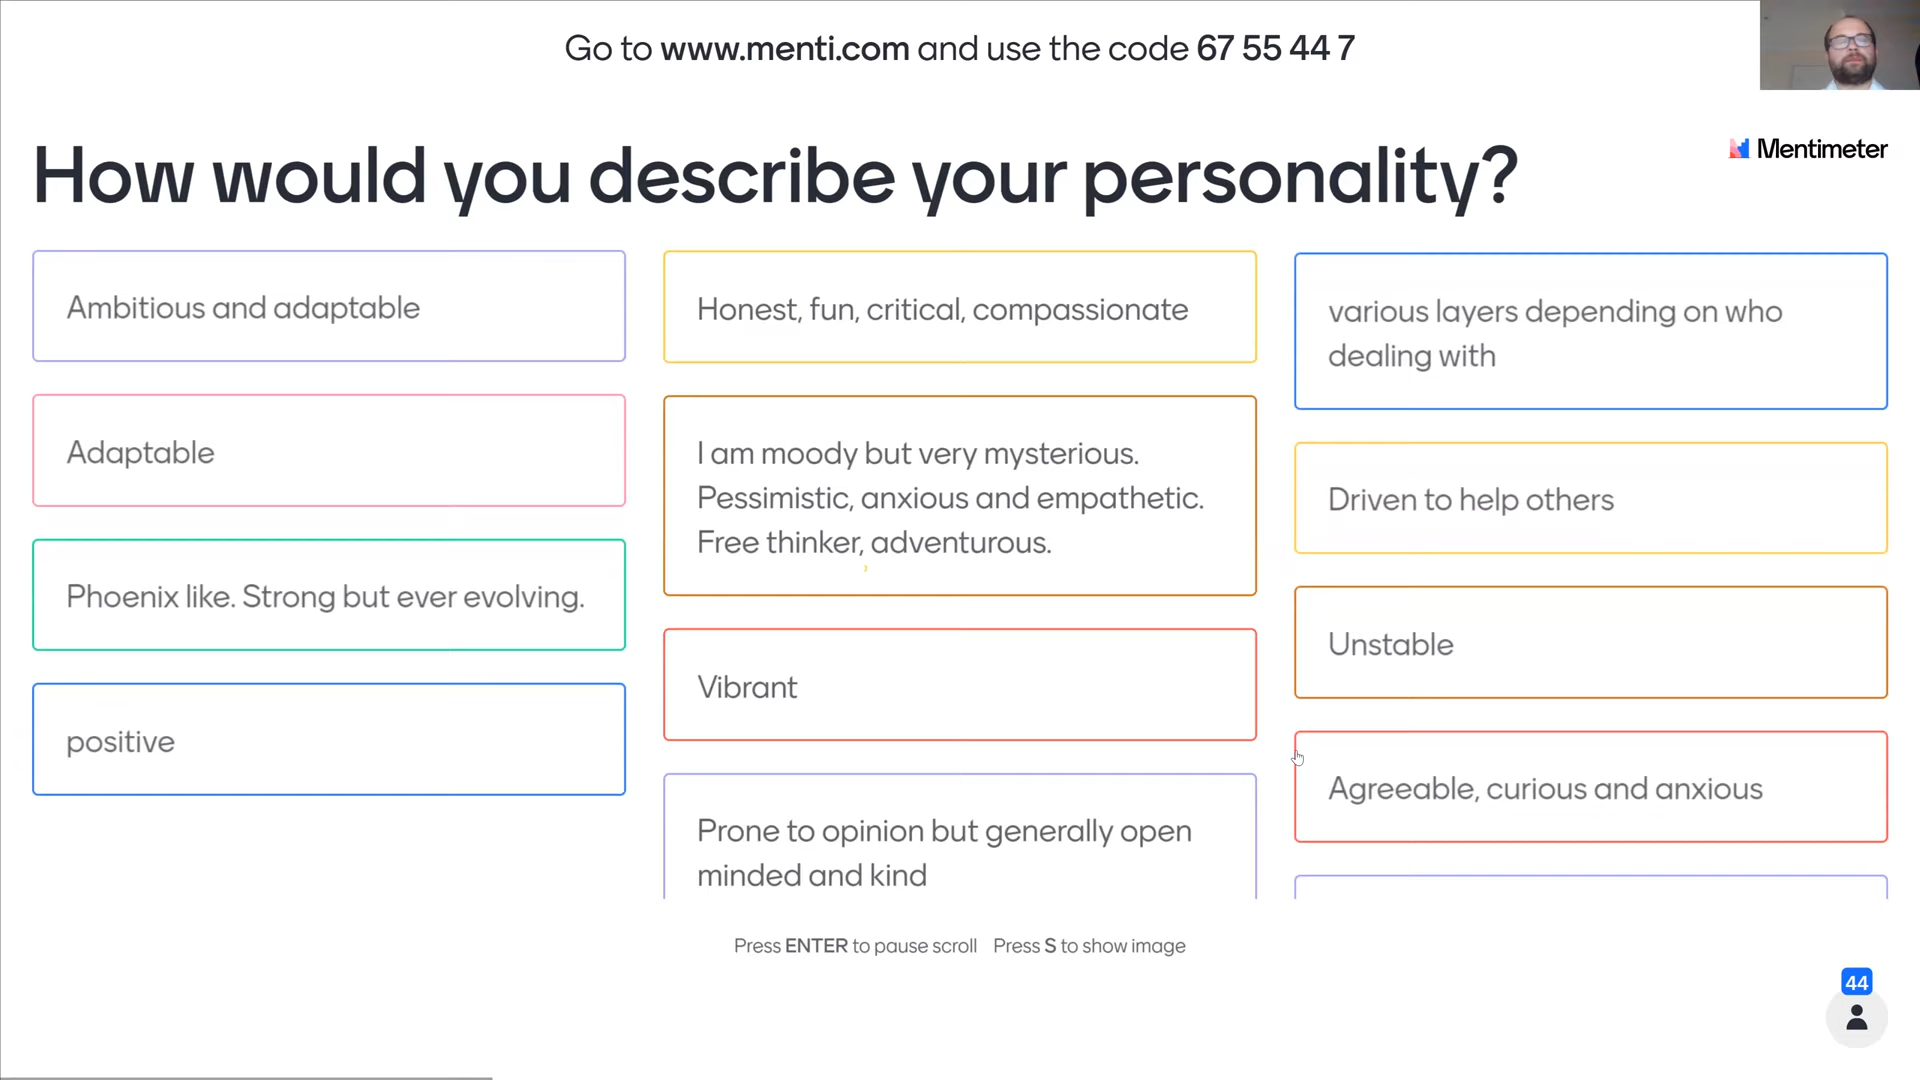 Go to www.menti.com and use the code 67 55 44 7
Mentimeter
How would you describe your personality?
Ambitious and adaptable
Adaptable
Phoenix like. Strong but ever evolving.
positive
Honest, fun, critical, compassionate
I am moody but very mysterious.
Pessimistic, anxious and empathetic.
Free thinker, adventurous.
Vibrant
Prone to opinion but generally open
minded and kind
various layers depending on who
dealing with
Driven to help others
Unstable
Agreeable, curious and anxious
Press ENTER to pause scroll Press S to show image
44